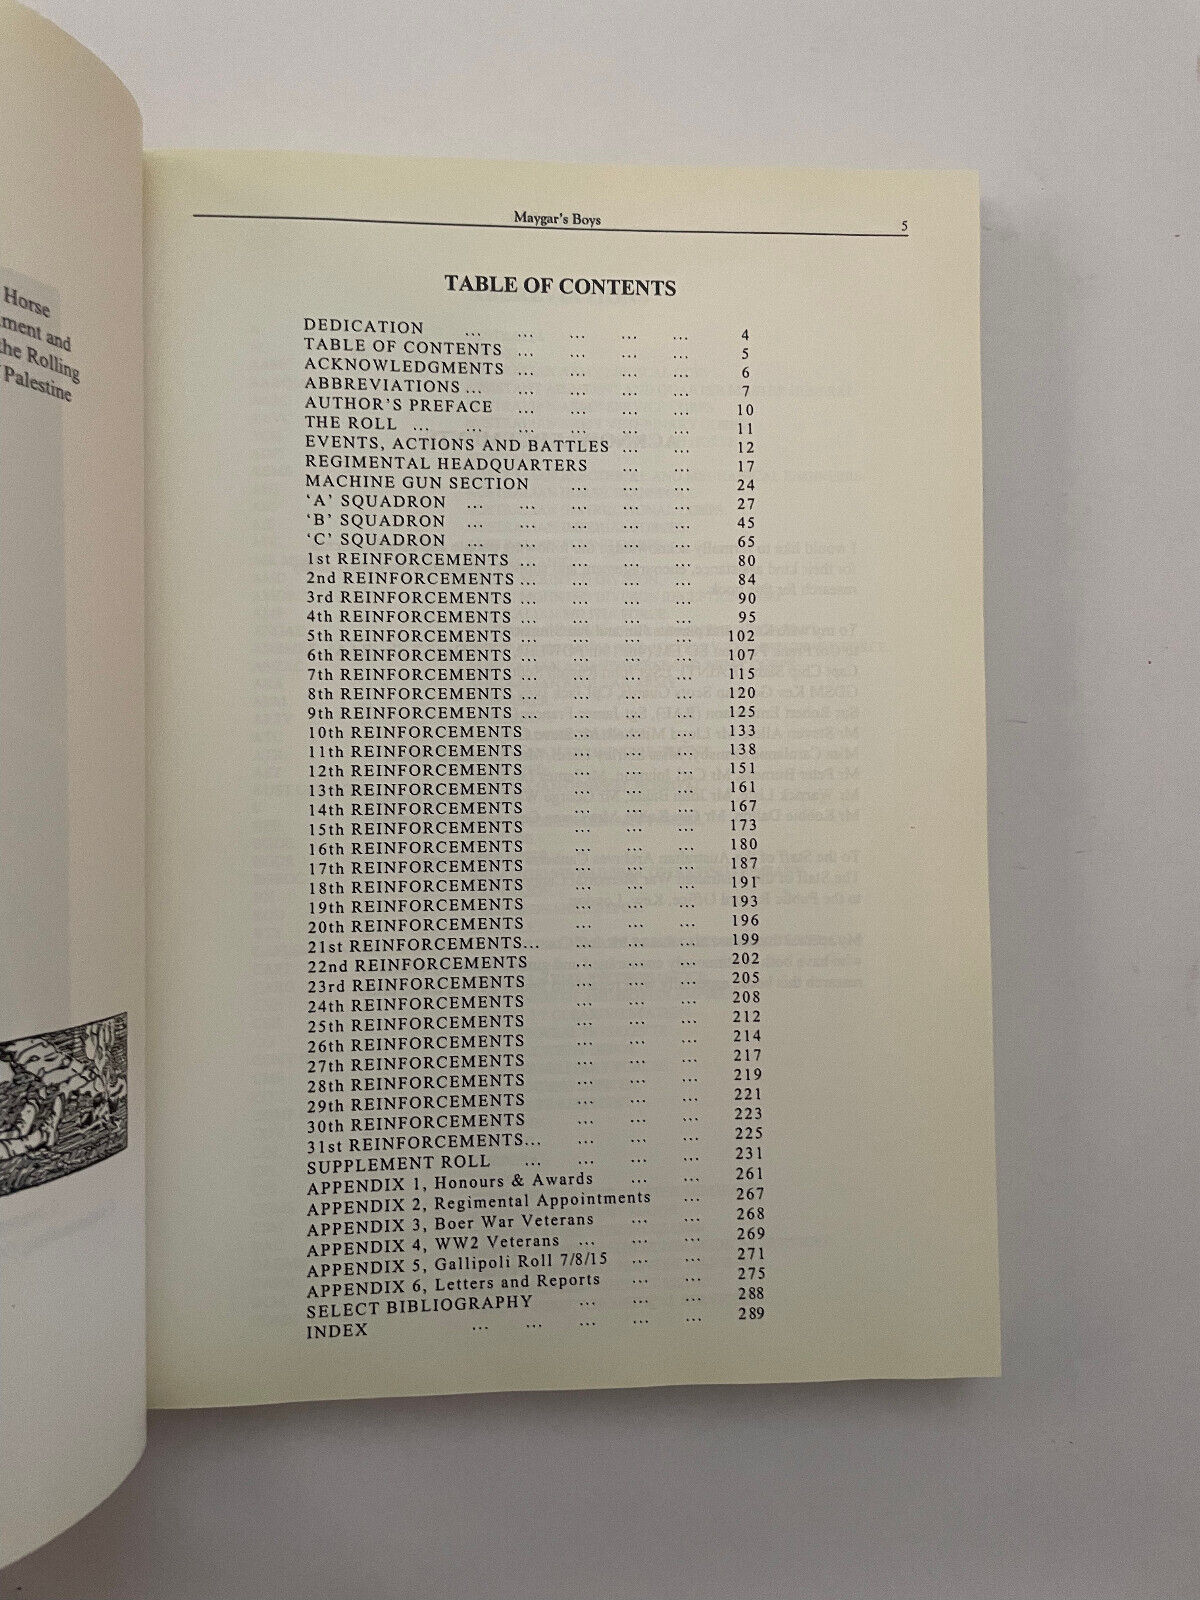 Horse
ment and
the Rolling
Palestine
Maygar's Boys 5
TABLE OF CONTENTS
DEDICATION ... ... ... ... ... 4
TABLE OF CONTENTS ... ... ... ... 5
ACKNOWLEDGMENTS ... ... ... ... 6
ABBREVIATIONS ... ... ... ... ... 7
AUTHOR'S PREFACE ... ... ... ... 10
THE ROLL ... ... ... ... ... ... 11
EVENTS, ACTIONS AND BATTLES ... ... 12
REGIMENTAL HEADQUARTERS ... ... 17
MACHINE GUN SECTION ... ... ... 24
'A' SQUADRON ... ... ... ... ... 27
'B' SQUADRON ... ... ... ... ... 45
'C' SQUADRON ... ... ... ... ... 65
1st REINFORCEMENTS ... ... ... ... 80
2nd REINFORCEMENTS ... ... ... ... 84
3rd REINFORCEMENTS ... ... ... ... 90
4th REINFORCEMENTS ... ... ... ... 95
5th REINFORCEMENTS ... ... ... ... 102
6th REINFORCEMENTS ... ... ... ... 107
7th REINFORCEMENTS ... ... ... ... 115
8th REINFORCEMENTS ... ... ... ... 120
9th REINFORCEMENTS ... ... ... ... 125
10th REINFORCEMENTS ... ... ... 133
11th REINFORCEMENTS ... ... ... 138
12th REINFORCEMENTS ... ... ... 151
13th REINFORCEMENTS ... ... ... 161
14th REINFORCEMENTS ... ... ... 167
15th REINFORCEMENTS ... ... ... 173
16th REINFORCEMENTS ... ... ... 180
17th REINFORCEMENTS ... ... ... 187
18th REINFORCEMENTS ... ... ... 191
19th REINFORCEMENTS ... ... ... 193
20th REINFORCEMENTS ... ... ... 196
21st REINFORCEMENTS... ... ... ... 199
22nd REINFORCEMENTS ... ... ... 202
23rd REINFORCEMENTS ... ... ... 205
24th REINFORCEMENTS ... ... ... 208
25th REINFORCEMENTS ... ... ... 212
26th REINFORCEMENTS ... ... ... 214
27th REINFORCEMENTS ... ... ... 217
28th REINFORCEMENTS ... ... ... 219
29th REINFORCEMENTS ... ... ... 221
30th REINFORCEMENTS ... ... ... 223
31st REINFORCEMENTS... ... ... ... 225
SUPPLEMENT ROLL ... ... ... ... 231
APPENDIX 1, Honours & Awards ... ... 261
APPENDIX 2, Regimental Appointments ... 267
APPENDIX 3, Boer War Veterans ... ... 268
APPENDIX 4, WW2 Veterans ... ... ... 269
APPENDIX 5, Gallipoli Roll 7/8/15 ... ... 271
APPENDIX 6, Letters and Reports ... ... 275
SELECT BIBLIOGRAPHY ... ... ... 288
INDEX ... ... ... ... ... 289